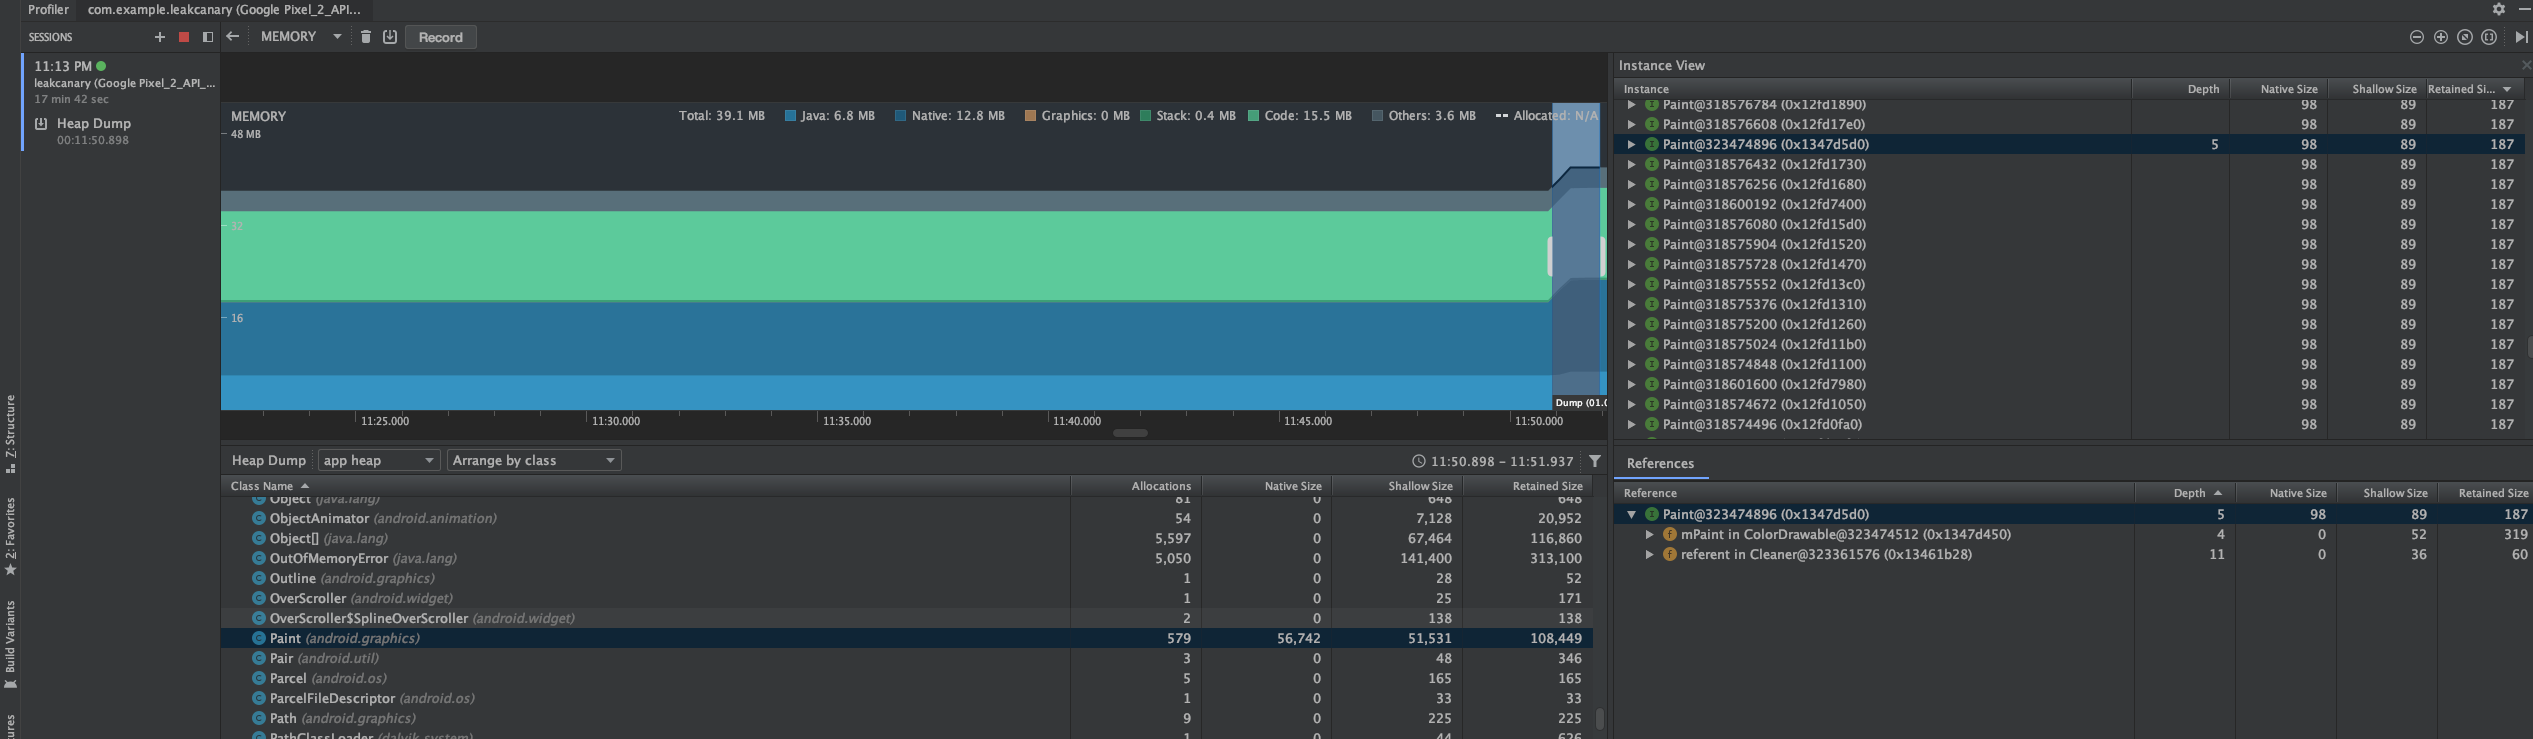 Profiler com.example.leakcanary (Google Pixel_2_API...
SESSIONS
MEMORY Record
11:13 PM
leakcanary (Google Pixel_2_API_...
17 min 42 sec
Heap Dump
00:11:50.898
MEMORY Total: 39.1 MB Java: 6.8 MB Native: 12.8 MB Graphics: 0 MB Stack: 0.4 MB Code: 15.5 MB Others: 3.6 MB Allocated: N/A
48 MB
32
16
Dump (01.0
11:25.000 11:30.000 11:35.000 11:40.000 11:45.000 11:50.000
Heap Dump app heap Arrange by class 11:50.898 - 11:51.937
Class Name Allocations Native Size Shallow Size Retained Size
Object (java.lang) 81 0 648 648
ObjectAnimator (android.animation) 54 0 7,128 20,952
Object[] (java.lang) 5,597 0 67,464 116,860
OutOfMemoryError (java.lang) 5,050 0 141,400 313,100
Outline (android.graphics) 1 0 28 52
OverScroller (android.widget) 1 0 25 171
OverScroller$SplineOverScroller (android.widget) 2 0 138 138
Paint (android.graphics) 579 56,742 51,531 108,449
Pair (android.util) 3 0 48 346
Parcel (android.os) 5 0 165 165
ParcelFileDescriptor (android.os) 1 0 33 33
Path (android.graphics) 9 0 225 225
PathClassLoader (dalvik.system) 1 0 44 626
Instance View
Instance Depth Native Size Shallow Size Retained Si...
Paint@318576784 (0x12fd1890) 98 89 187
Paint@318576608 (0x12fd17e0) 98 89 187
Paint@323474896 (0x1347d5d0) 5 98 89 187
Paint@318576432 (0x12fd1730) 98 89 187
Paint@318576256 (0x12fd1680) 98 89 187
Paint@318600192 (0x12fd7400) 98 89 187
Paint@318576080 (0x12fd15d0) 98 89 187
Paint@318575904 (0x12fd1520) 98 89 187
Paint@318575728 (0x12fd1470) 98 89 187
Paint@318575552 (0x12fd13c0) 98 89 187
Paint@318575376 (0x12fd1310) 98 89 187
Paint@318575200 (0x12fd1260) 98 89 187
Paint@318575024 (0x12fd11b0) 98 89 187
Paint@318574848 (0x12fd1100) 98 89 187
Paint@318601600 (0x12fd7980) 98 89 187
Paint@318574672 (0x12fd1050) 98 89 187
Paint@318574496 (0x12fd0fa0) 98 89 187
References
Reference Depth Native Size Shallow Size Retained Size
Paint@323474896 (0x1347d5d0) 5 98 89 187
mPaint in ColorDrawable@323474512 (0x1347d450) 4 0 52 319
referent in Cleaner@323361576 (0x13461b28) 11 0 36 60
Z: Structure
2: Favorites
Build Variants